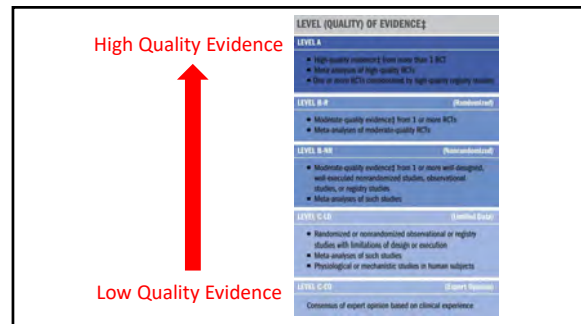 High Quality Evidence
Low Quality Evidence
LEVEL (QUALITY) OF EVIDENCE‡
LEVEL A
• High-quality evidence‡ from more than 1 RCT
• Meta-analyses of high-quality RCTs
• One or more RCTs corroborated by high-quality registry studies
LEVEL B-R (Randomized)
• Moderate-quality evidence‡ from 1 or more RCTs
• Meta-analyses of moderate-quality RCTs
LEVEL B-NR (Nonrandomized)
• Moderate-quality evidence‡ from 1 or more well-designed,
well-executed nonrandomized studies, observational
studies, or registry studies
• Meta-analyses of such studies
LEVEL C-LD (Limited Data)
• Randomized or nonrandomized observational or registry
studies with limitations of design or execution
• Meta-analyses of such studies
• Physiological or mechanistic studies in human subjects
LEVEL C-EO (Expert Opinion)
Consensus of expert opinion based on clinical experience